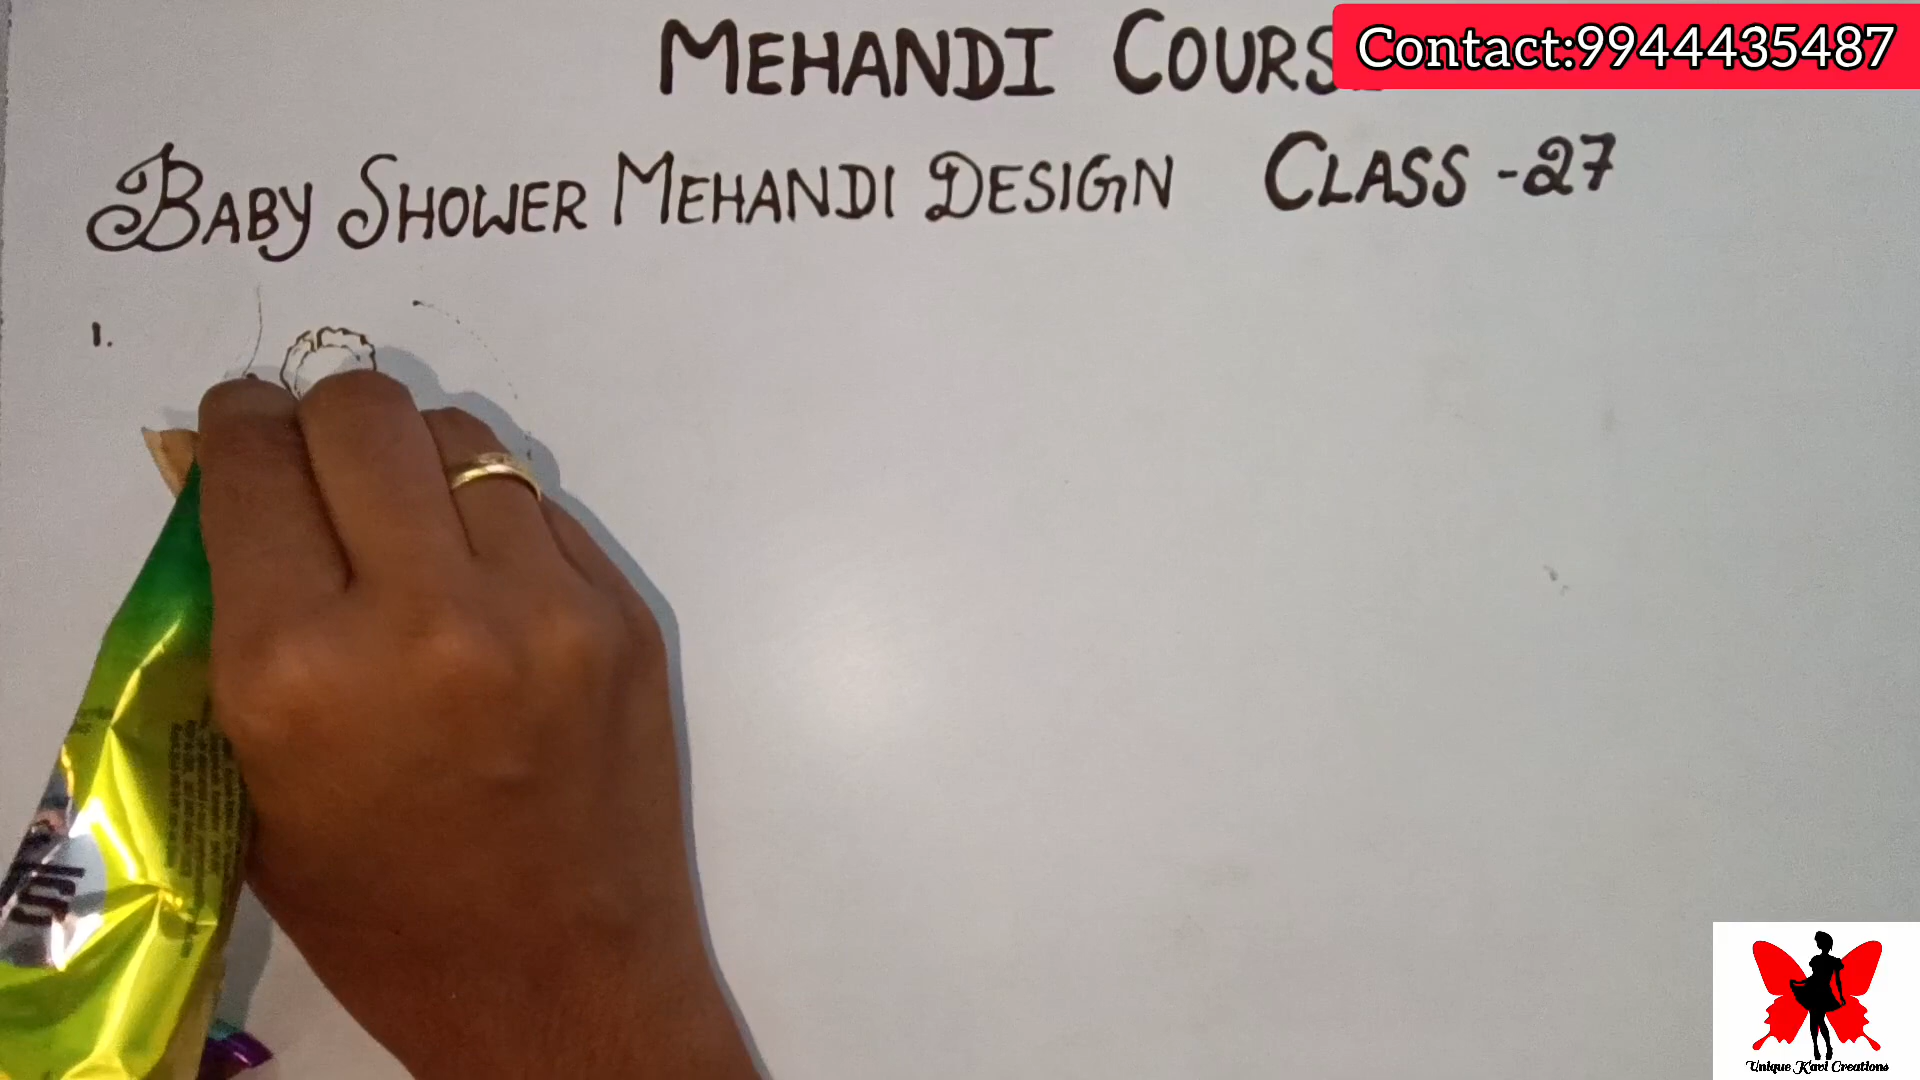 MEHANDI COURS
Contact:9944435487
BABY SHOWER MEHANDI DESIGN CLASS -27
1.
Unique Kavi Creations